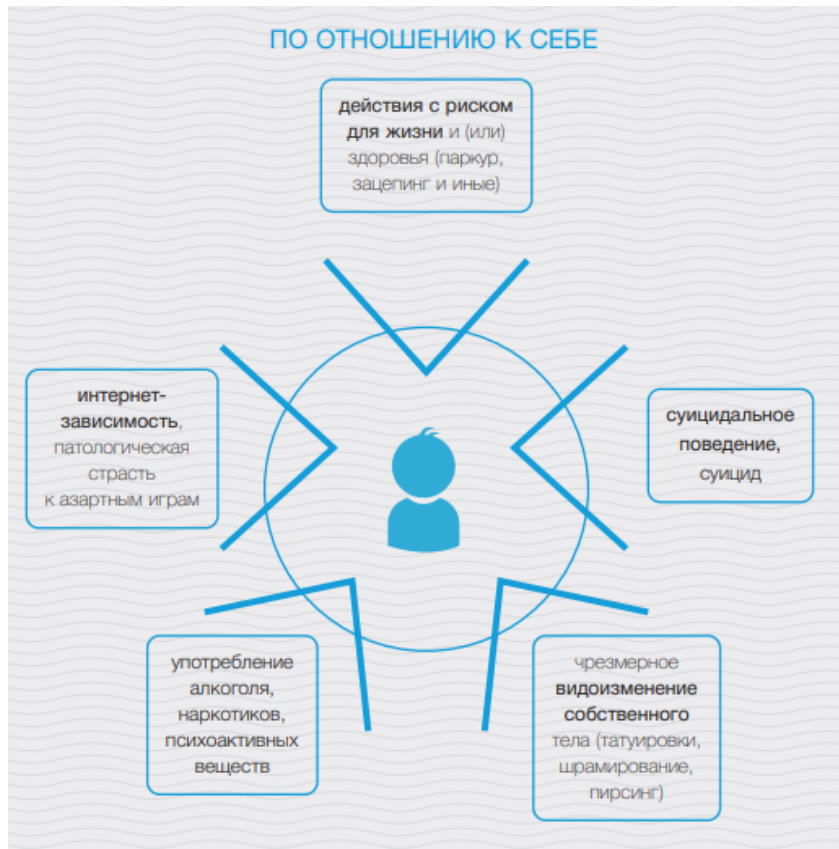 ПО ОТНОШЕНИЮ К СЕБЕ
действия с риском
для жизни и (или)
здоровья (паркур,
зацепинг и иные)
интернет-
зависимость,
патологическая
страсть
к азартным играм
суицидальное
поведение,
суицид
употребление
алкоголя,
наркотиков,
психоактивных
веществ
чрезмерное
видоизменение
собственного
тела (татуировки,
шрамирование,
пирсинг)